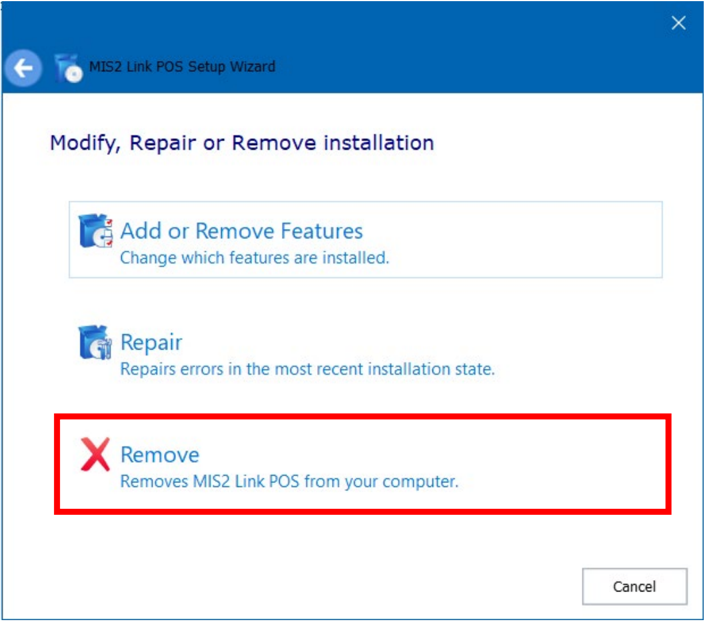 MIS2 Link POS Setup Wizard
Modify, Repair or Remove installation
Add or Remove Features
Change which features are installed.
Repair
Repairs errors in the most recent installation state.
Remove
Removes MIS2 Link POS from your computer.
Cancel